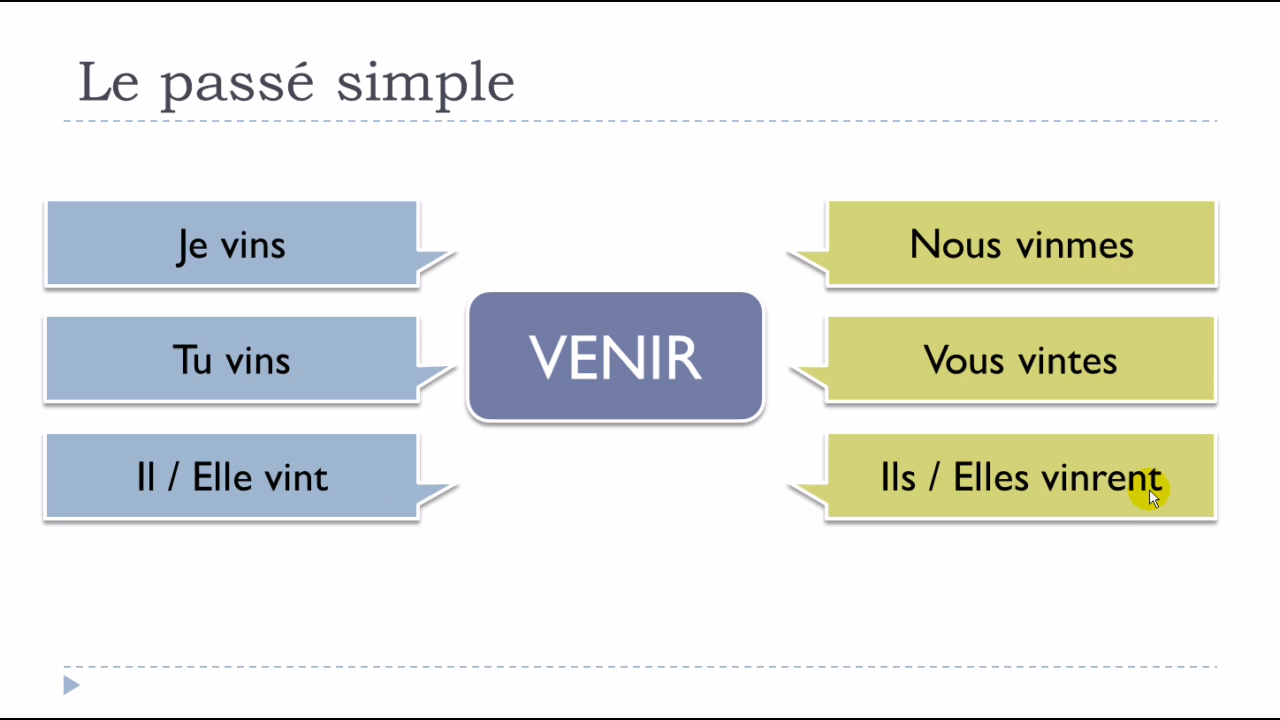 Le passé simple
Je vins
Tu vins
Il / Elle vint
VENIR
Nous vinmes
Vous vintes
Ils / Elles vinrent